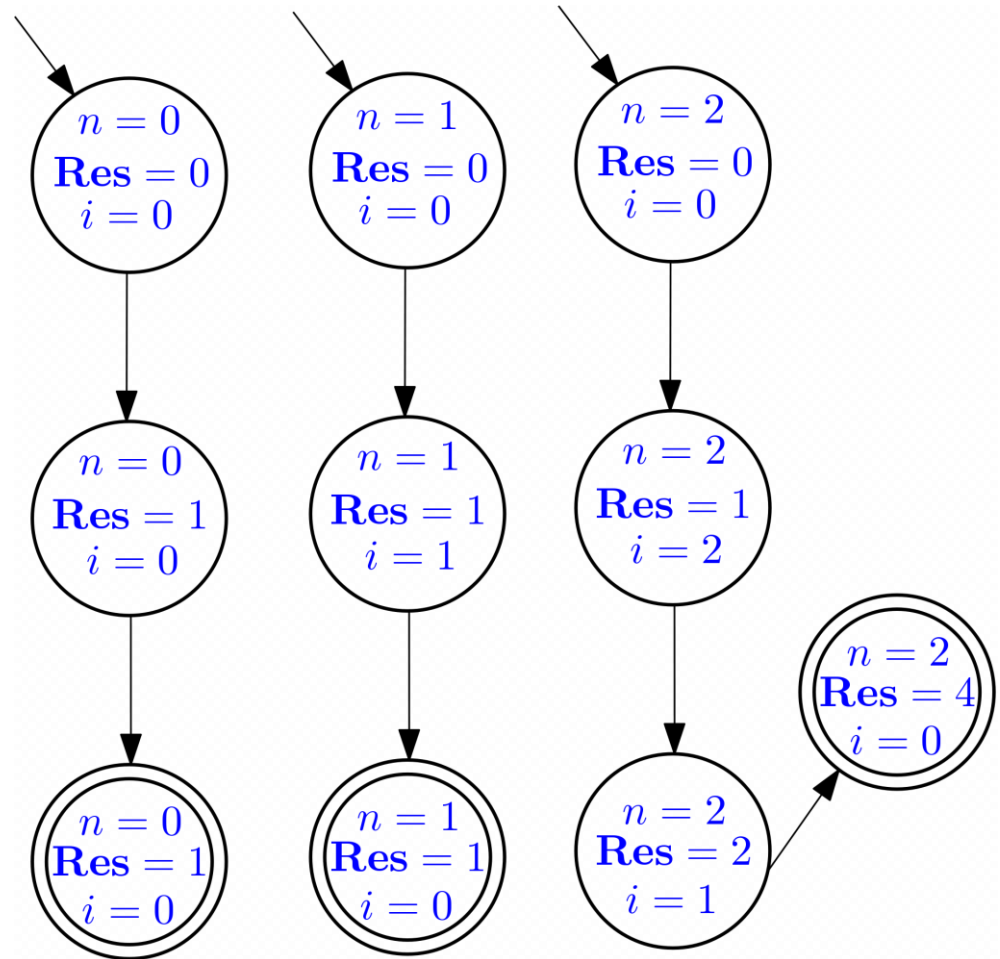 n = 0
Res = 0
i = 0
n = 1
Res = 0
i = 0
n = 2
Res = 0
i = 0
n = 0
Res = 1
i = 0
n = 1
Res = 1
i = 1
n = 2
Res = 1
i = 2
n = 0
Res = 1
i = 0
n = 1
Res = 1
i = 0
n = 2
Res = 2
i = 1
n = 2
Res = 4
i = 0